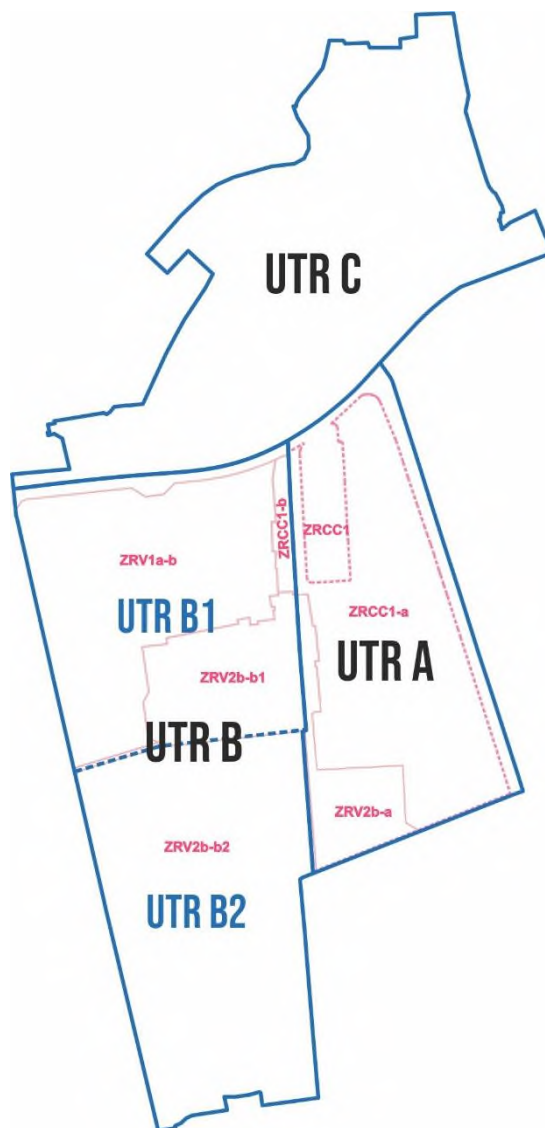 UTR C
ZRCC1-b
ZRCC1
ZRV1a-b
UTR B1
ZRCC1-a
UTR A
ZRV2b-b1
UTR B
ZRV2b-a
ZRV2b-b2
UTR B2